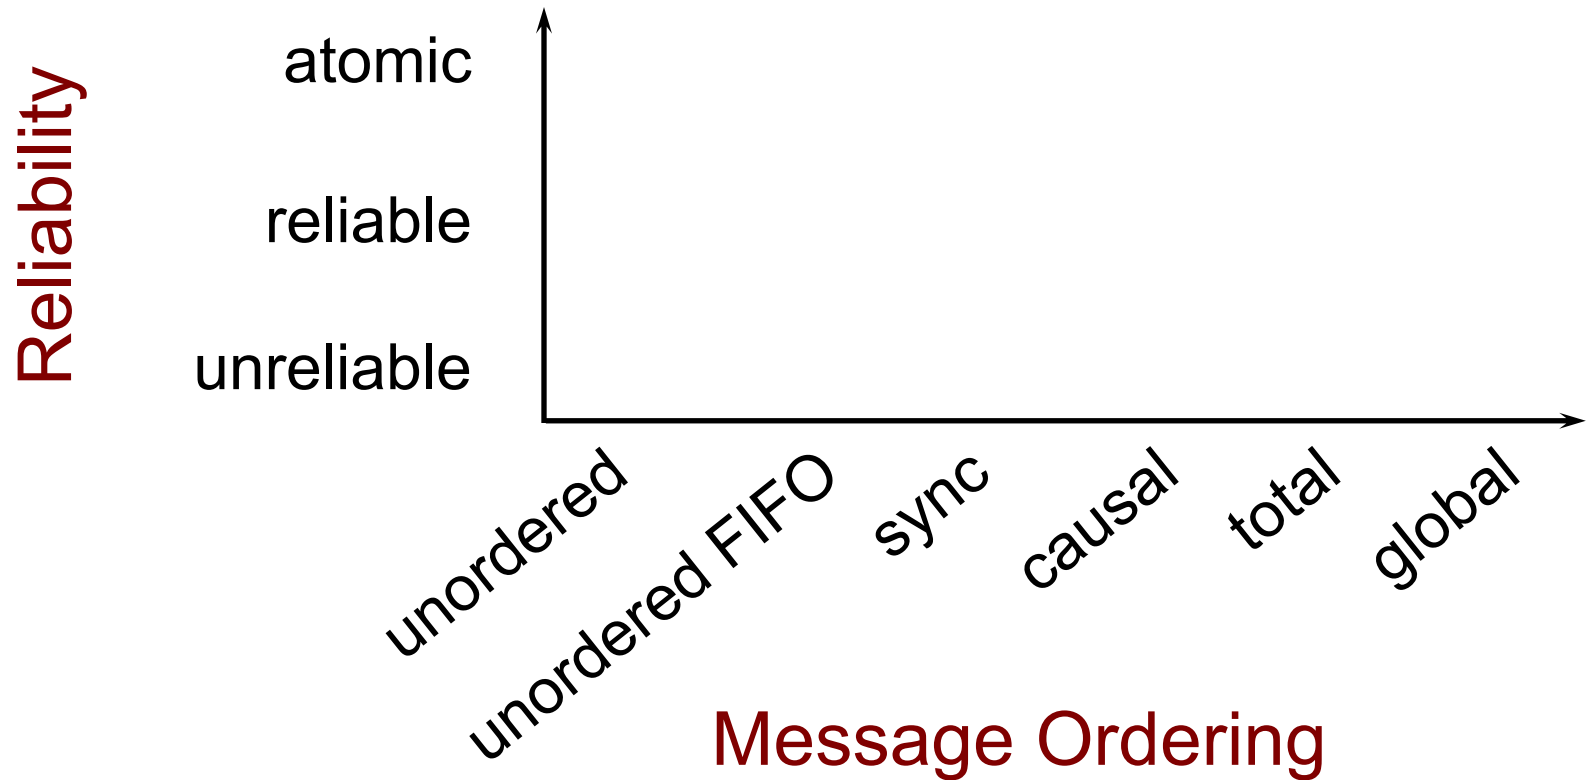 Reliability
atomic
reliable
unreliable
unordered
unordered FIFO
sync
causal
total
global
Message Ordering